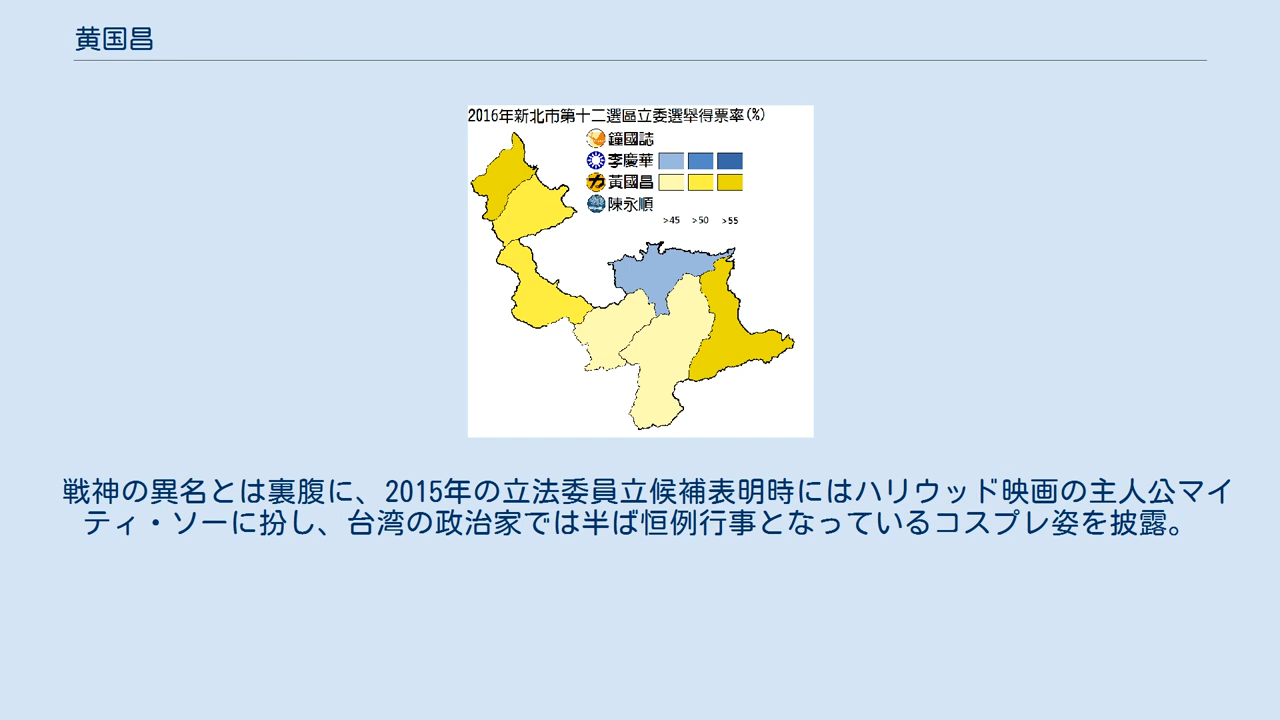 黄国昌
2016年新北市第十二選區立委選舉得票率(%)
鐘國誌
李慶華
黃國昌
陳永順
>45 >50 >55
戦神の異名とは裏腹に、2015年の立法委員立候補表明時にはハリウッド映画の主人公マイ
ティ・ソーに扮し、台湾の政治家では半ば恒例行事となっているコスプレ姿を披露。